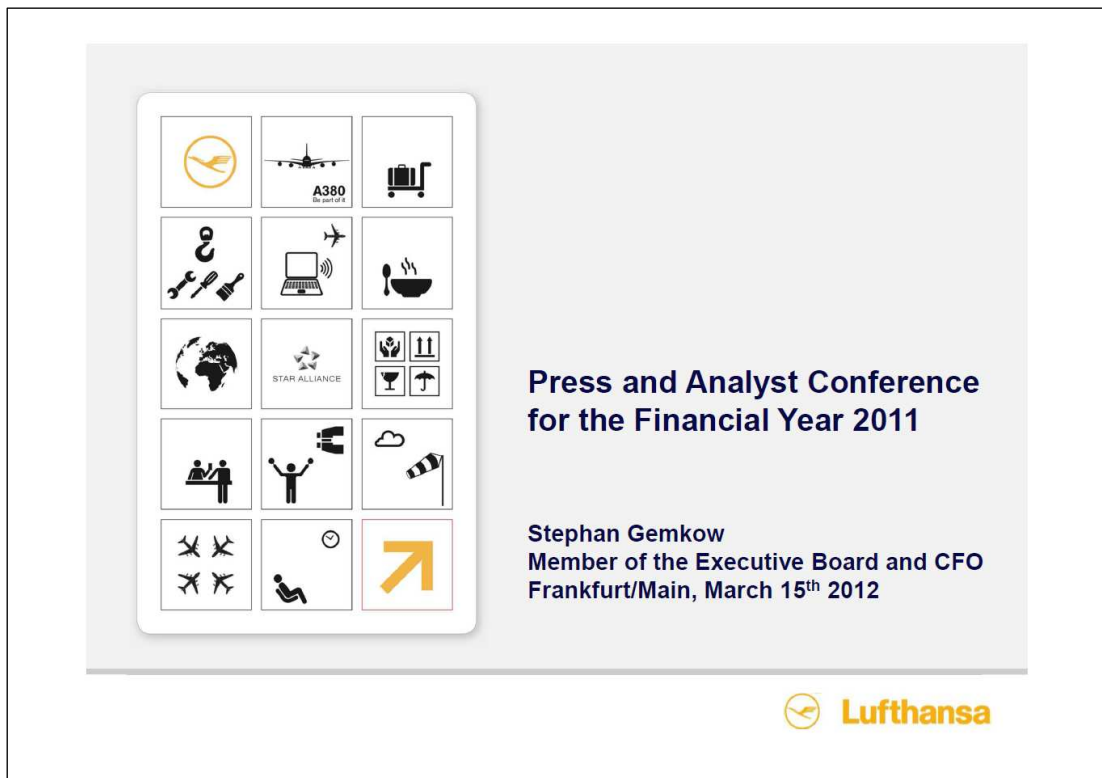 A380
Be part of it
STAR ALLIANCE
Press and Analyst Conference
for the Financial Year 2011
Stephan Gemkow
Member of the Executive Board and CFO
Frankfurt/Main, March 15th 2012
Lufthansa